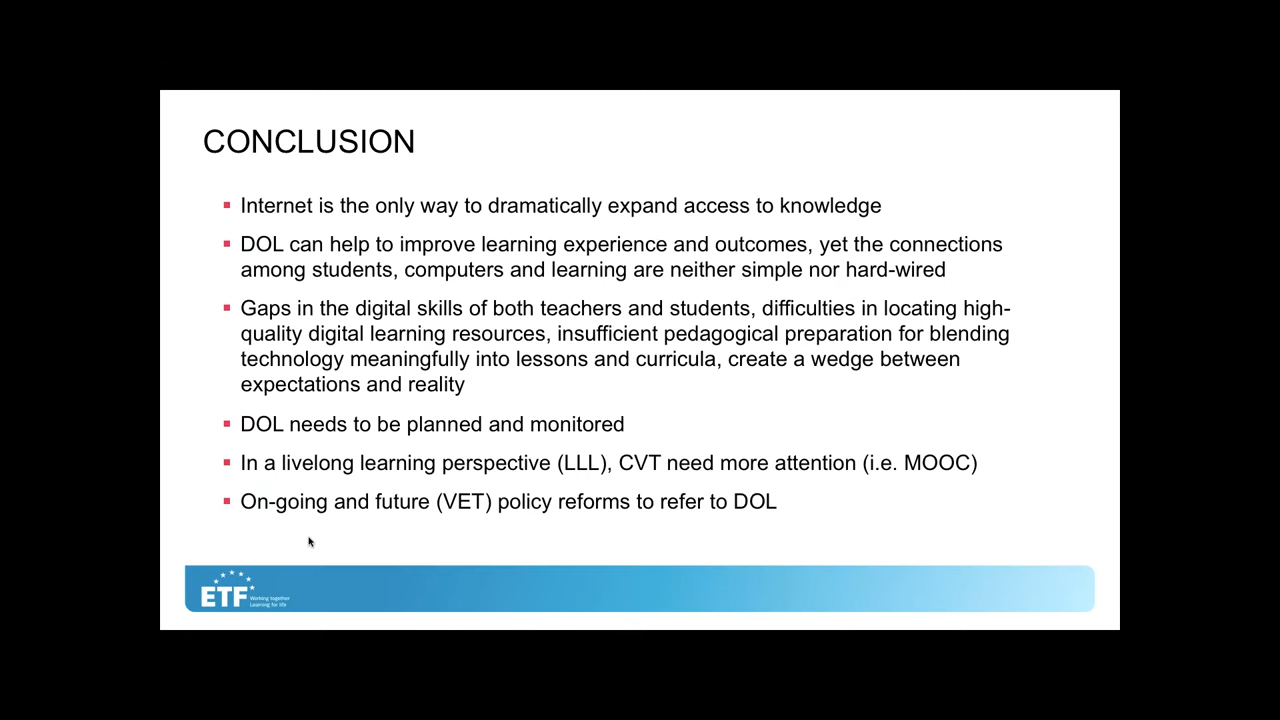 CONCLUSION
▪ Internet is the only way to dramatically expand access to knowledge
▪ DOL can help to improve learning experience and outcomes, yet the connections
among students, computers and learning are neither simple nor hard-wired
▪ Gaps in the digital skills of both teachers and students, difficulties in locating high-
quality digital learning resources, insufficient pedagogical preparation for blending
technology meaningfully into lessons and curricula, create a wedge between
expectations and reality
▪ DOL needs to be planned and monitored
▪ In a livelong learning perspective (LLL), CVT need more attention (i.e. MOOC)
▪ On-going and future (VET) policy reforms to refer to DOL
ETF
Working together
Learning for life